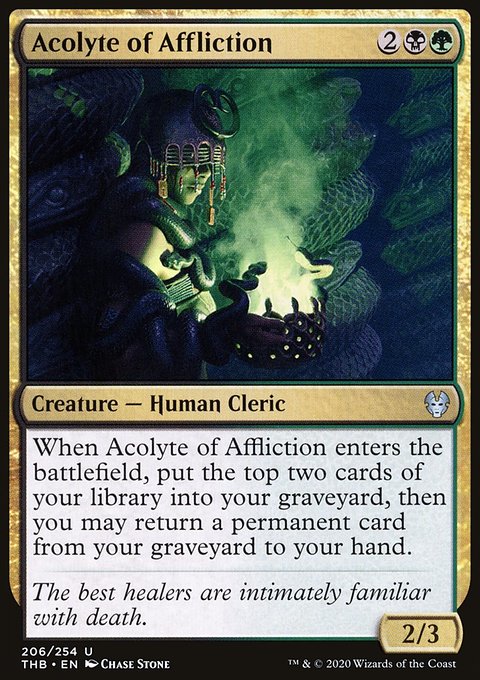 Acolyte of Affliction 2
Creature — Human Cleric
When Acolyte of Affliction enters the
battlefield, put the top two cards of
your library into your graveyard, then
you may return a permanent card
from your graveyard to your hand.
The best healers are intimately familiar
with death.
2/3
206/254 U
THB • EN Chase Stone
™ & © 2020 Wizards of the Coast